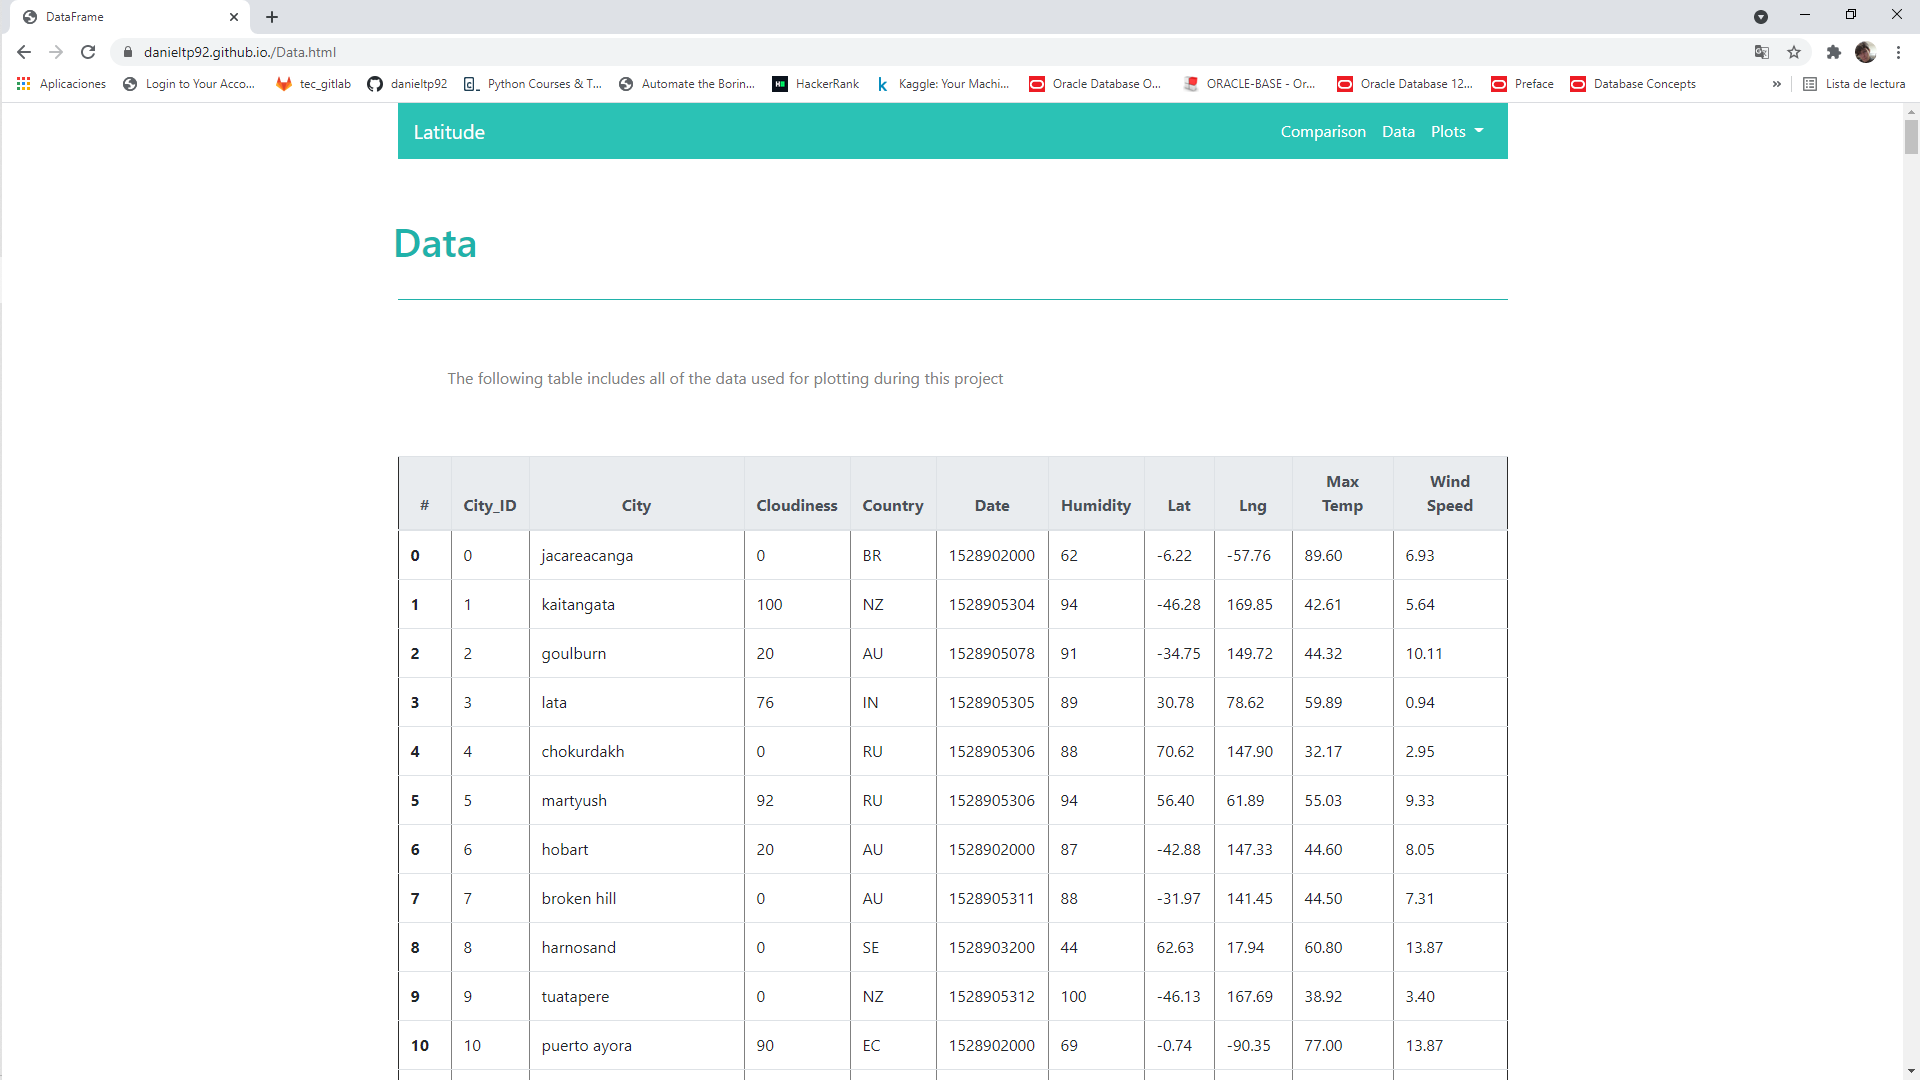 DataFrame
danieltp92.github.io./Data.html
Aplicaciones Login to Your Acco... tec_gitlab danieltp92 Python Courses & T... Automate the Borin... HackerRank Kaggle: Your Machi... Oracle Database O... ORACLE-BASE - Or... Oracle Database 12... Preface Database Concepts » Lista de lectura
Latitude Comparison Data Plots
Data
The following table includes all of the data used for plotting during this project
# City_ID City Cloudiness Country Date Humidity Lat Lng Max Temp Wind Speed
0 0 jacareacanga 0 BR 1528902000 62 -6.22 -57.76 89.60 6.93
1 1 kaitangata 100 NZ 1528905304 94 -46.28 169.85 42.61 5.64
2 2 goulburn 20 AU 1528905078 91 -34.75 149.72 44.32 10.11
3 3 lata 76 IN 1528905305 89 30.78 78.62 59.89 0.94
4 4 chokurdakh 0 RU 1528905306 88 70.62 147.90 32.17 2.95
5 5 martyush 92 RU 1528905306 94 56.40 61.89 55.03 9.33
6 6 hobart 20 AU 1528902000 87 -42.88 147.33 44.60 8.05
7 7 broken hill 0 AU 1528905311 88 -31.97 141.45 44.50 7.31
8 8 harnosand 0 SE 1528903200 44 62.63 17.94 60.80 13.87
9 9 tuatapere 0 NZ 1528905312 100 -46.13 167.69 38.92 3.40
10 10 puerto ayora 90 EC 1528902000 69 -0.74 -90.35 77.00 13.87